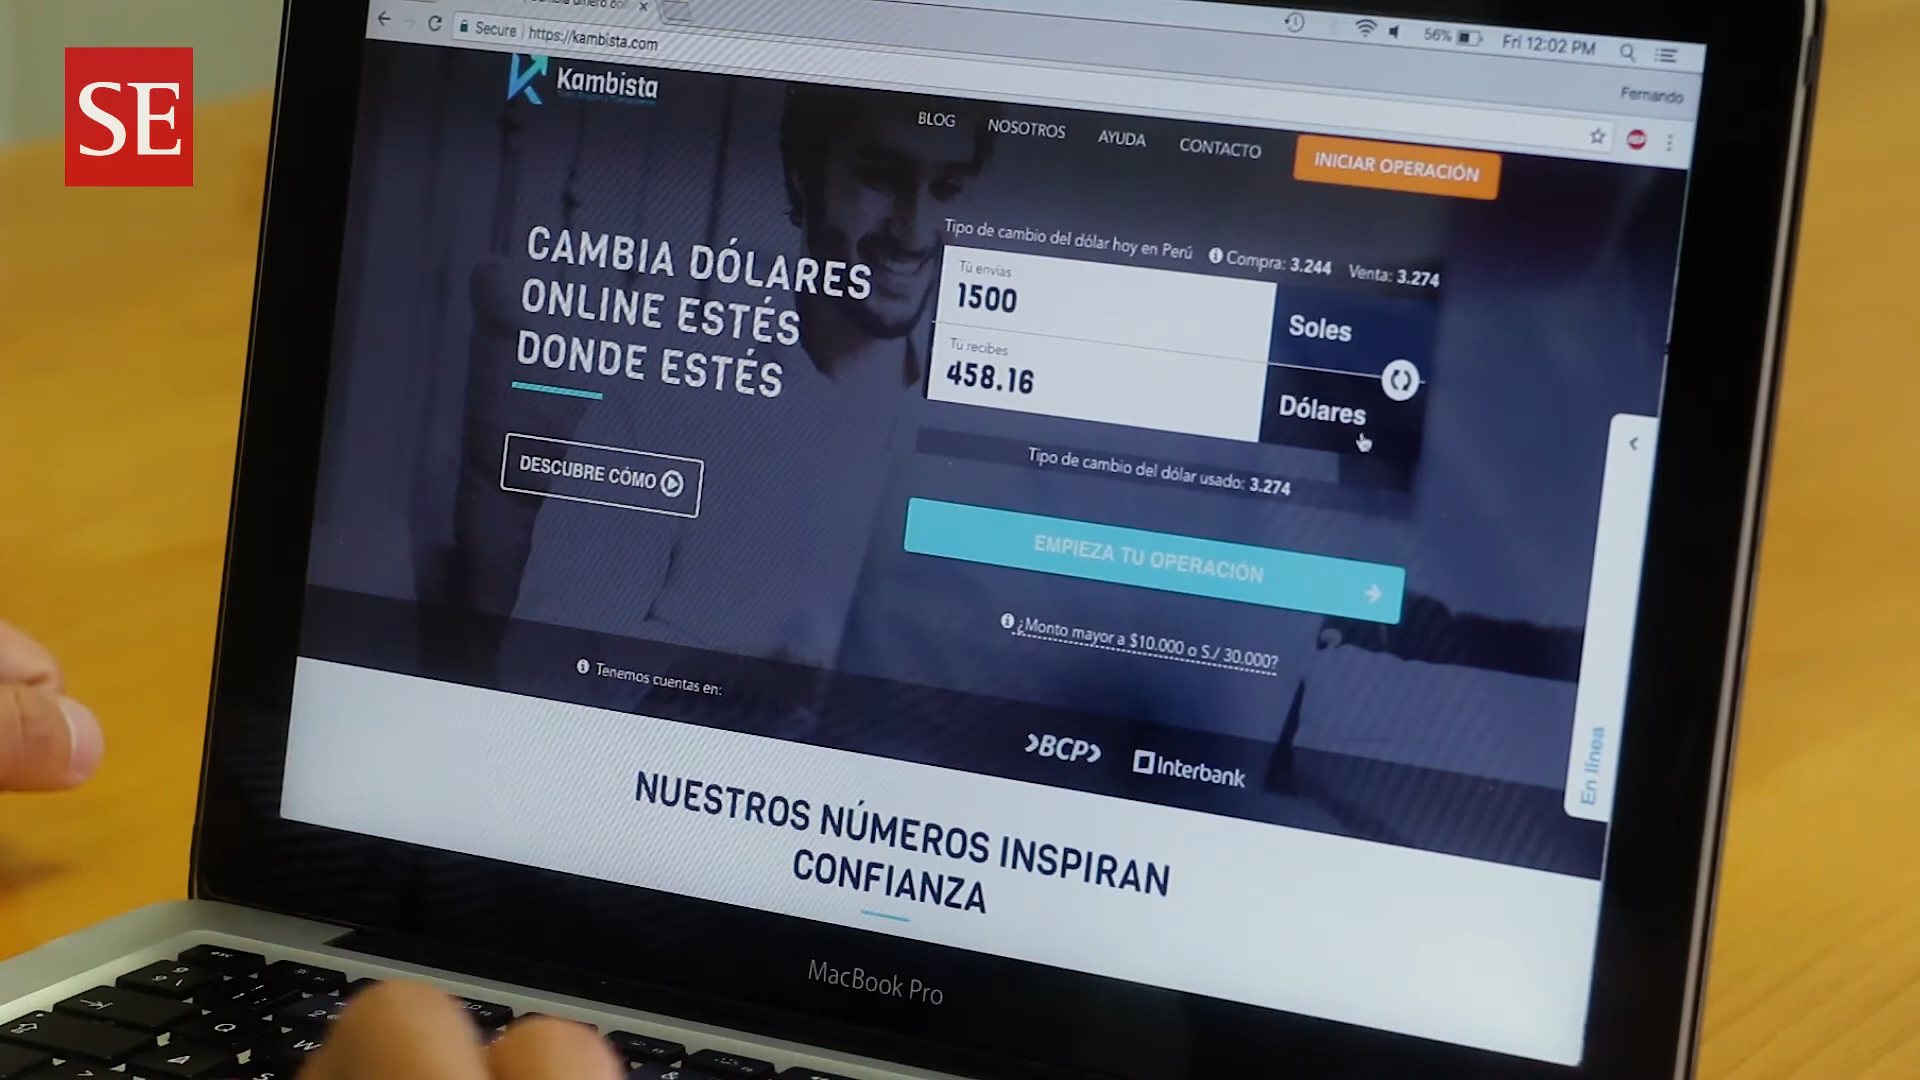 SE
Secure https://kambista.com
56% Fri 12:02 PM
Fernando
Kambista
BLOG NOSOTROS AYUDA CONTACTO INICIAR OPERACIÓN
CAMBIA DÓLARES
ONLINE ESTÉS
DONDE ESTÉS
DESCUBRE CÓMO
Tipo de cambio del dólar hoy en Perú Compra: 3.244 Venta: 3.274
Tú envías
1500
Soles
Tú recibes
458.16
Dólares
Tipo de cambio del dólar usado: 3.274
EMPIEZA TU OPERACIÓN
¿Monto mayor a $10.000 o S./ 30.000?
Tenemos cuentas en:
BCP Interbank
En línea
NUESTROS NÚMEROS INSPIRAN
CONFIANZA
MacBook Pro
esc
Q
W
A
S